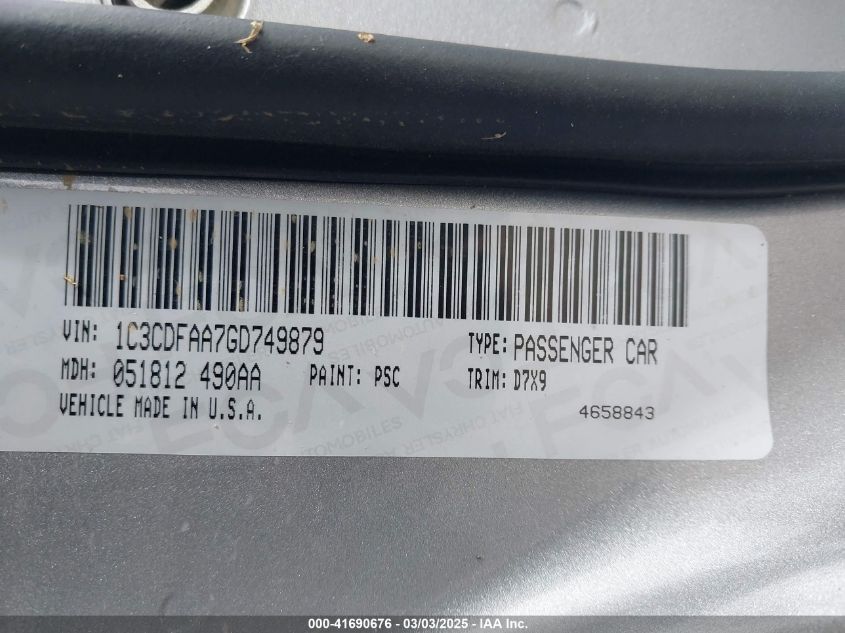 VIN: 1C3CDFAA7GD749879 TYPE: PASSENGER CAR
MDH: 051812 490AA PAINT: PSC TRIM: D7X9
VEHICLE MADE IN U.S.A. 4658843
000-41690676 - 03/03/2025 - IAA Inc.